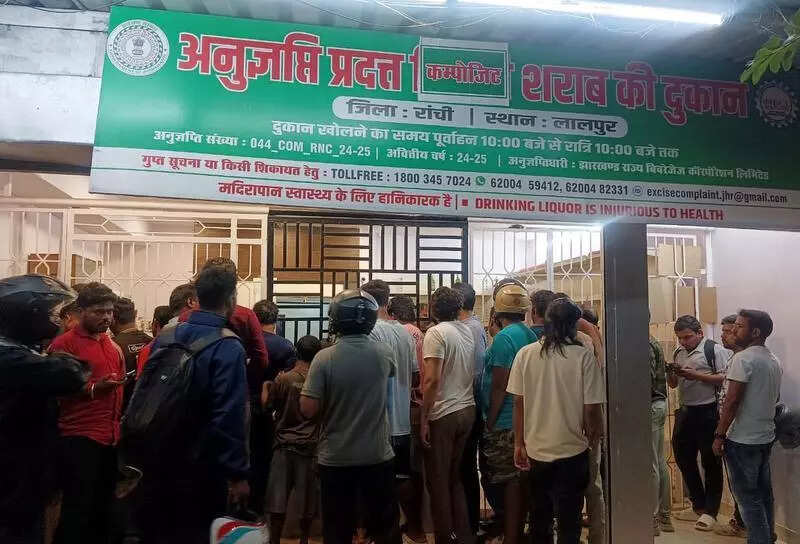 अनुज्ञप्ति प्रदत्त कम्पोजिट शराब की दुकान
जिला : रांची | स्थान : लालपुर
दुकान खोलने का समय पूर्वाहन 10:00 बजे से रात्रि 10:00 बजे तक
अनुज्ञप्ति संख्या : 044_COM_RNC_24-25 | अवित्तीय वर्ष : 24-25 | अनुज्ञप्तिधारी : झारखण्ड राज्य बिवरेजेज कॉरपोरेशन लिमिटेड
गुप्त सूचना या किसी शिकायत हेतु : TOLLFREE : 1800 345 7024 62004 59412, 62004 82331 excisecomplaint.jhr@gmail.com
मदिरापान स्वास्थ्य के लिए हानिकारक है | DRINKING LIQUOR IS INJURIOUS TO HEALTH